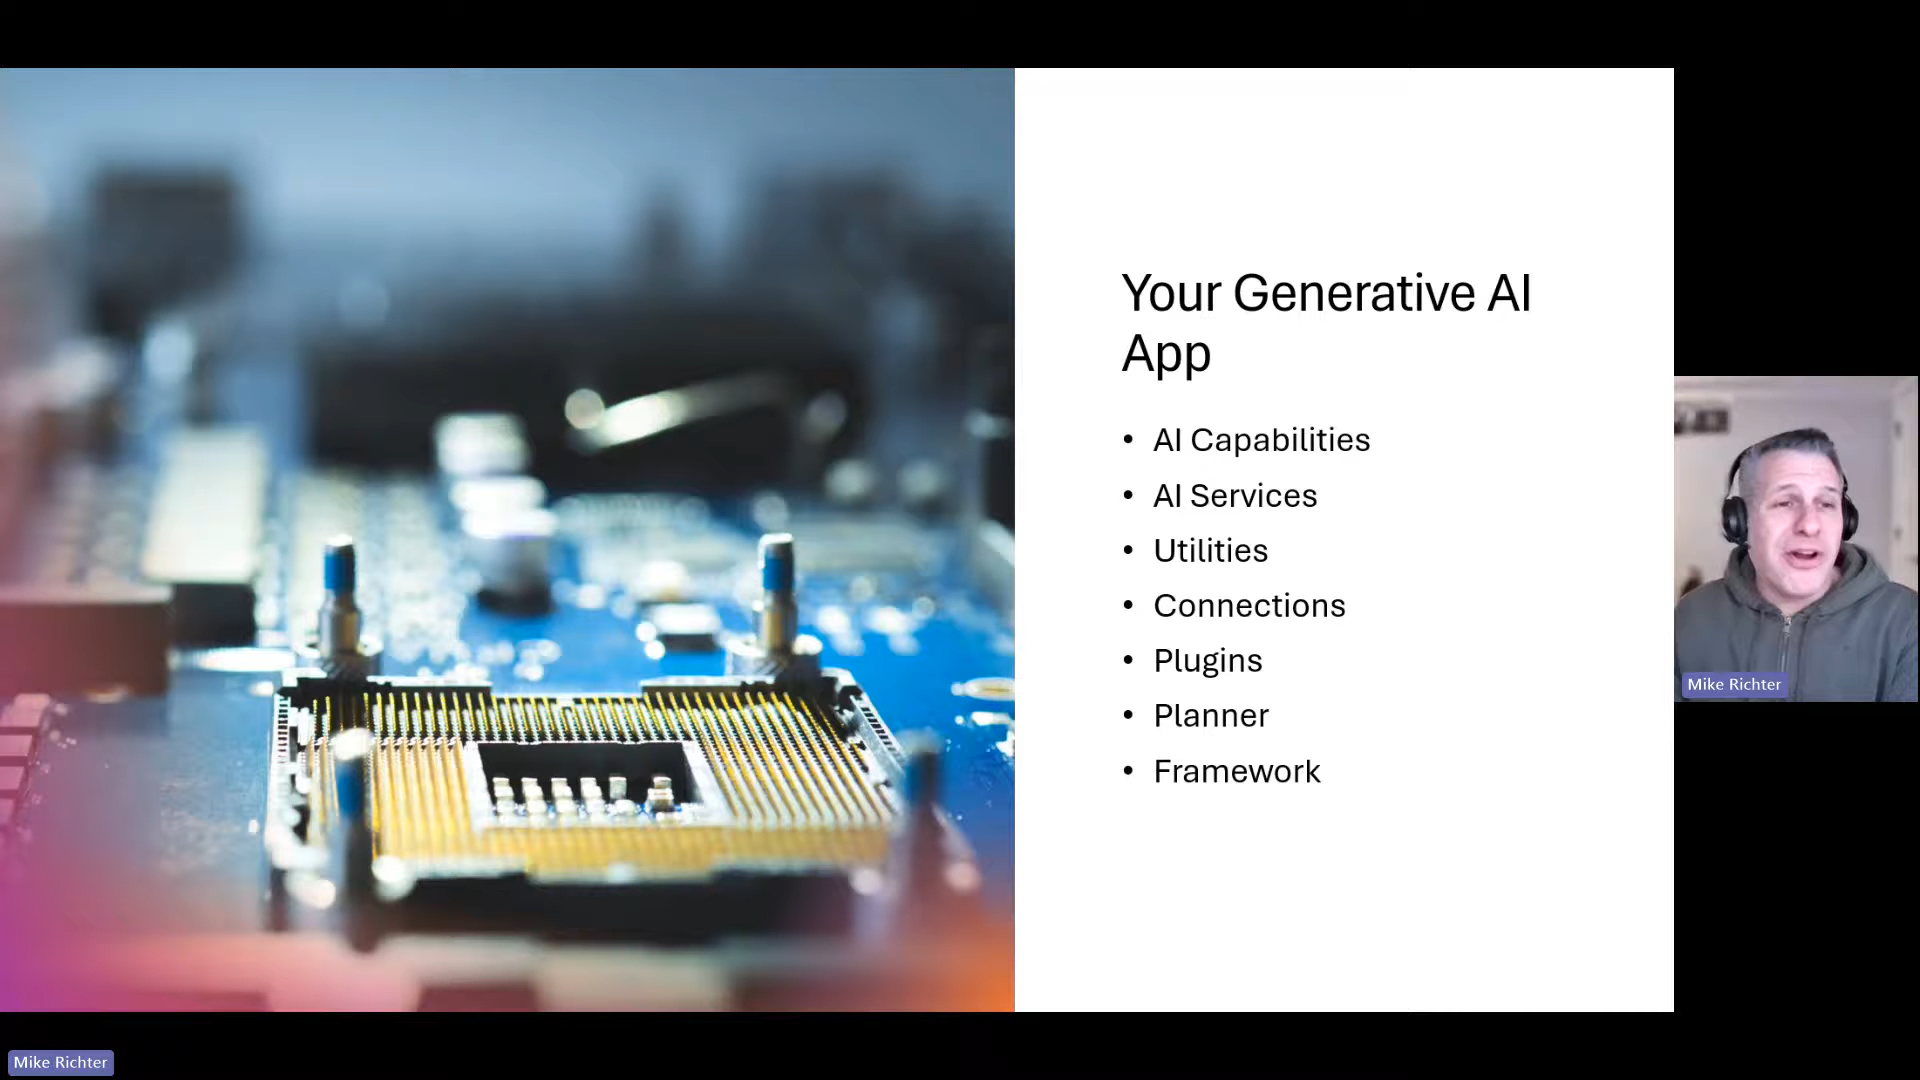 Your Generative AI
App
• AI Capabilities
• AI Services
• Utilities
• Connections
• Plugins
• Planner
• Framework
Mike Richter
Mike Richter